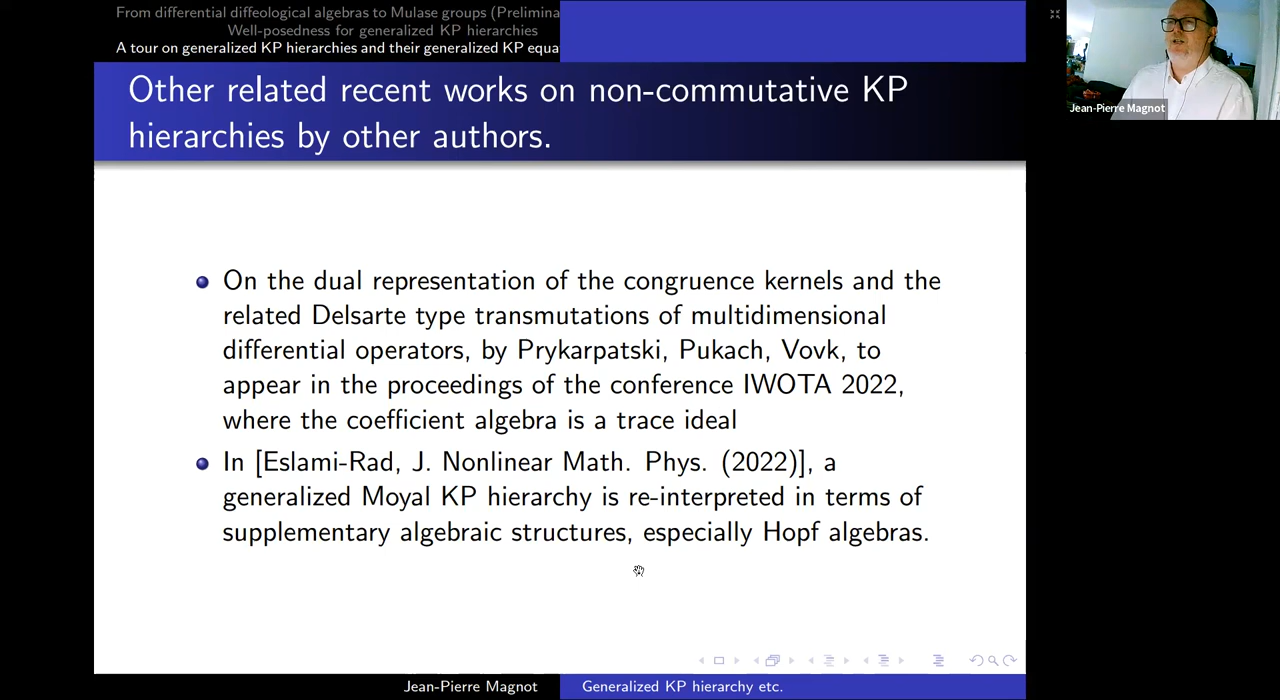 From differential diffeological algebras to Mulase groups (Prelimina
Well-posedness for generalized KP hierarchies
A tour on generalized KP hierarchies and their generalized KP equa
Other related recent works on non-commutative KP
hierarchies by other authors.
Jean-Pierre Magnot
On the dual representation of the congruence kernels and the
related Delsarte type transmutations of multidimensional
differential operators, by Prykarpatski, Pukach, Vovk, to
appear in the proceedings of the conference IWOTA 2022,
where the coefficient algebra is a trace ideal
In [Eslami-Rad, J. Nonlinear Math. Phys. (2022)], a
generalized Moyal KP hierarchy is re-interpreted in terms of
supplementary algebraic structures, especially Hopf algebras.
Jean-Pierre Magnot
Generalized KP hierarchy etc.